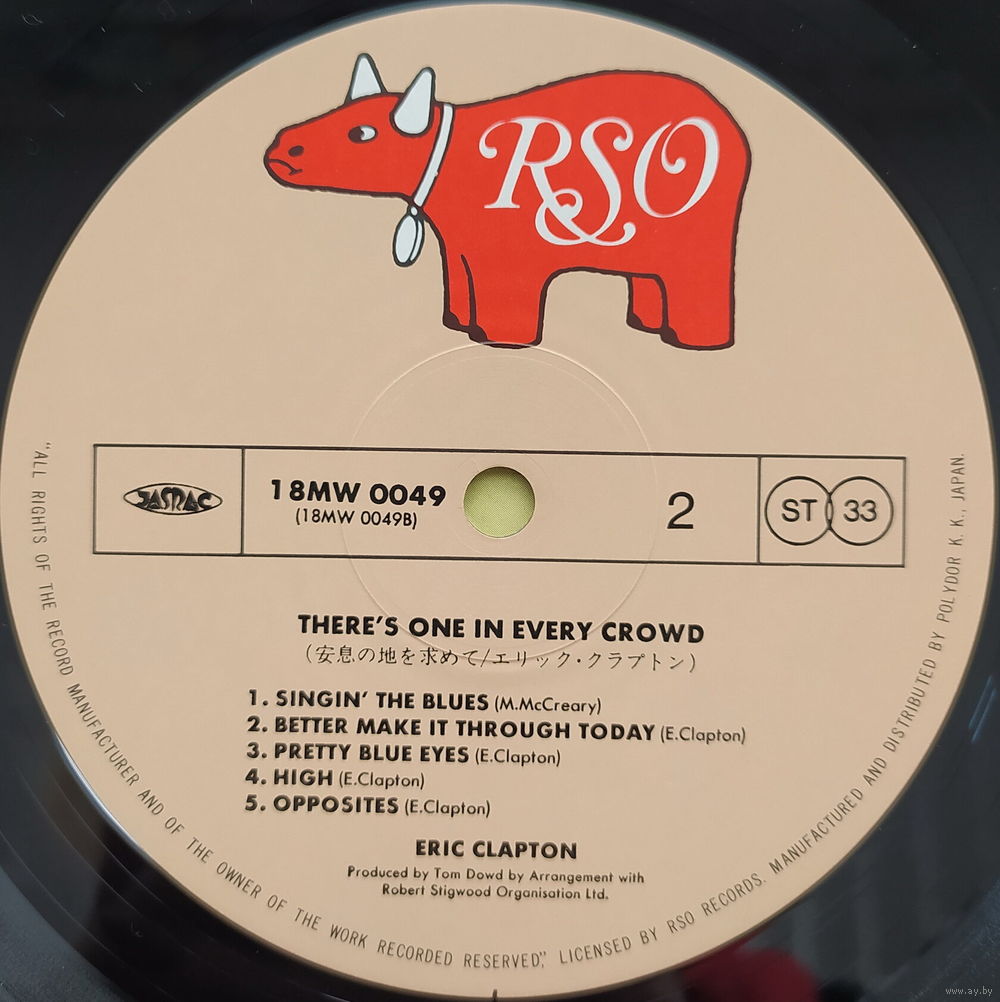 RSO
JASRAC
18MW 0049
(18MW 0049B)
2
ST 33
THERE'S ONE IN EVERY CROWD
(安息の地を求めて/エリック・クラプトン)
1. SINGIN' THE BLUES (M.McCreary)
2. BETTER MAKE IT THROUGH TODAY (E.Clapton)
3. PRETTY BLUE EYES (E.Clapton)
4. HIGH (E.Clapton)
5. OPPOSITES (E.Clapton)
ERIC CLAPTON
Produced by Tom Dowd by Arrangement with
Robert Stigwood Organisation Ltd.
"ALL RIGHTS OF THE RECORD MANUFACTURER AND OF THE OWNER OF THE WORK RECORDED RESERVED," LICENSED BY RSO RECORDS. MANUFACTURED AND DISTRIBUTED BY POLYDOR K. K., JAPAN.
www.ay.by